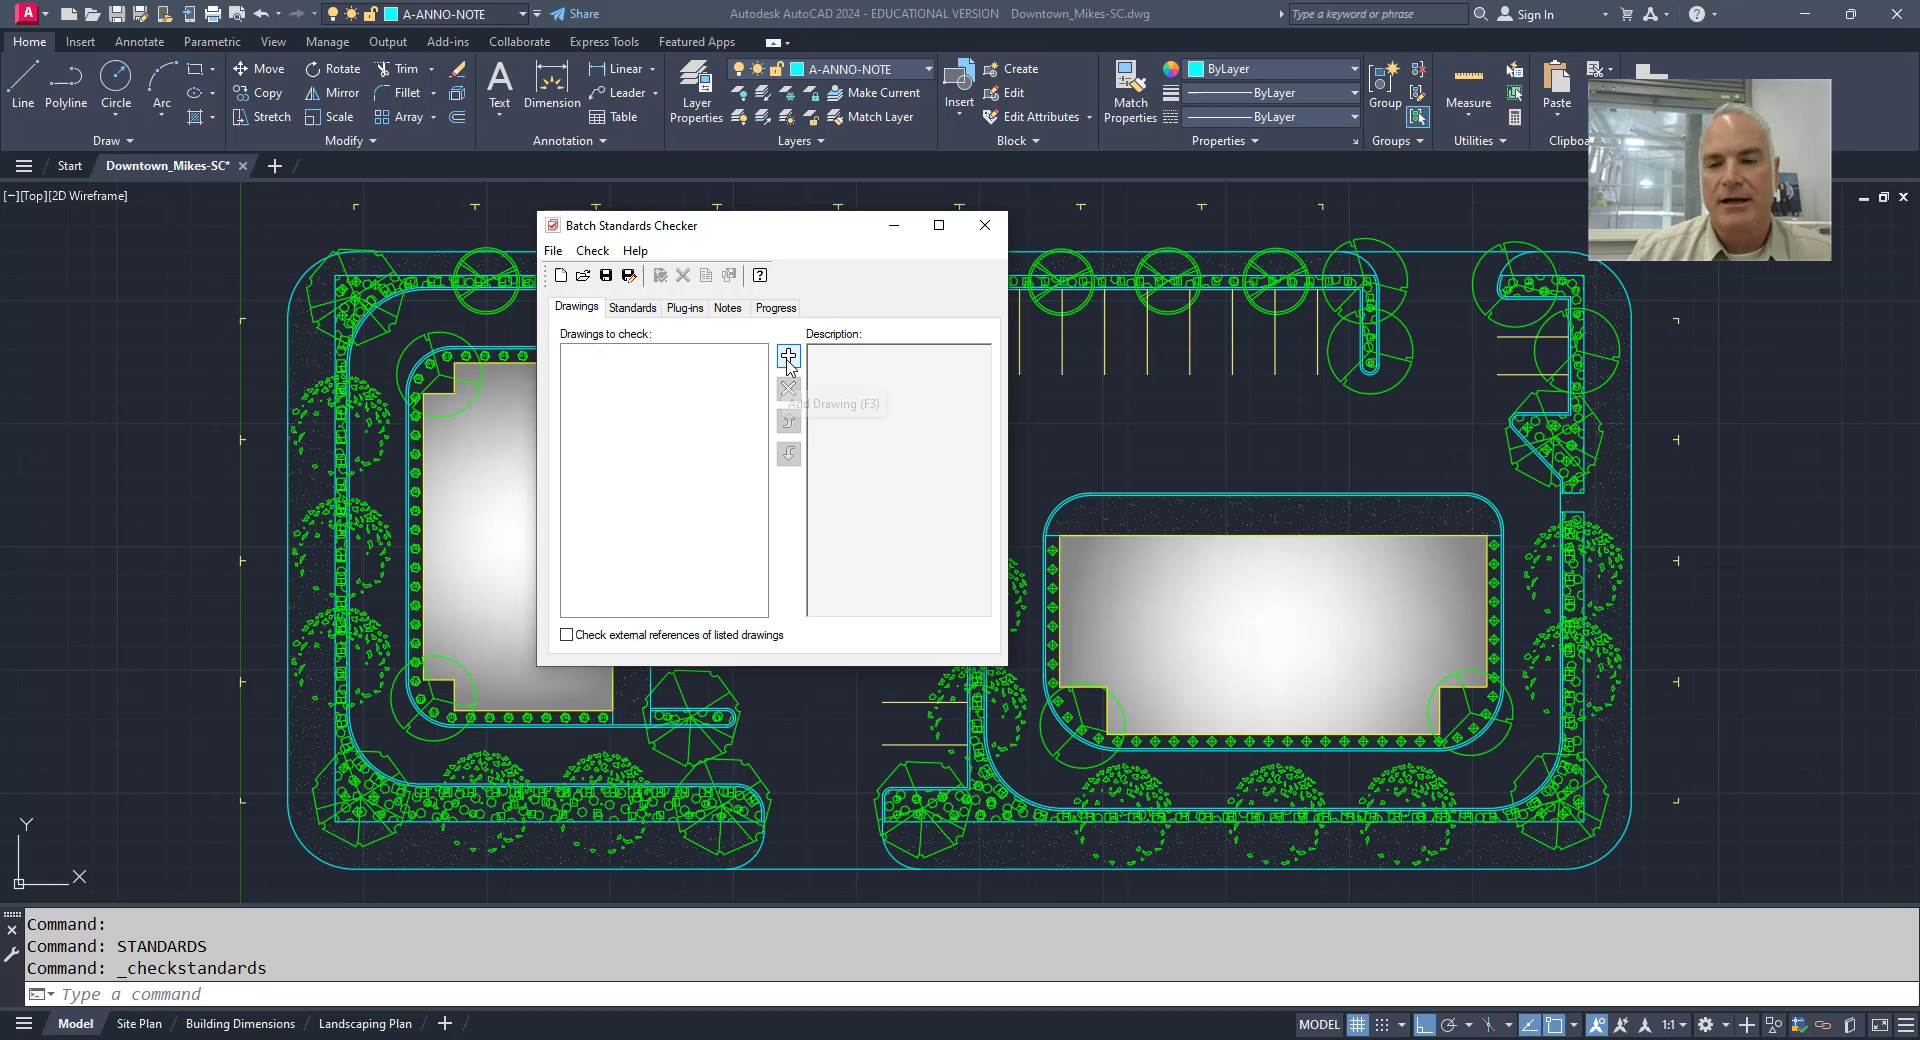 A-ANNO-NOTE
Share
Autodesk AutoCAD 2024 - EDUCATIONAL VERSION Downtown_Mikes-SC.dwg
Type a keyword or phrase
Sign In
Home Insert Annotate Parametric View Manage Output Add-ins Collaborate Express Tools Featured Apps
Line Polyline Circle Arc
Move Rotate Trim
Copy Mirror Fillet
Stretch Scale Array
Text Dimension
Linear
Leader
Table
Layer Properties
A-ANNO-NOTE
Make Current
Match Layer
Insert
Create
Edit
Edit Attributes
Match Properties
ByLayer
ByLayer
ByLayer
Group
Measure
Paste
Draw Modify Annotation Layers Block Properties Groups Utilities Clipboa
Start Downtown_Mikes-SC*
[−][Top][2D Wireframe]
Batch Standards Checker
File Check Help
Drawings Standards Plug-ins Notes Progress
Drawings to check: Description:
Add Drawing (F3)
Check external references of listed drawings
Y
X
Command:
Command: STANDARDS
Command: _checkstandards
Type a command
Model Site Plan Building Dimensions Landscaping Plan
MODEL 1:1